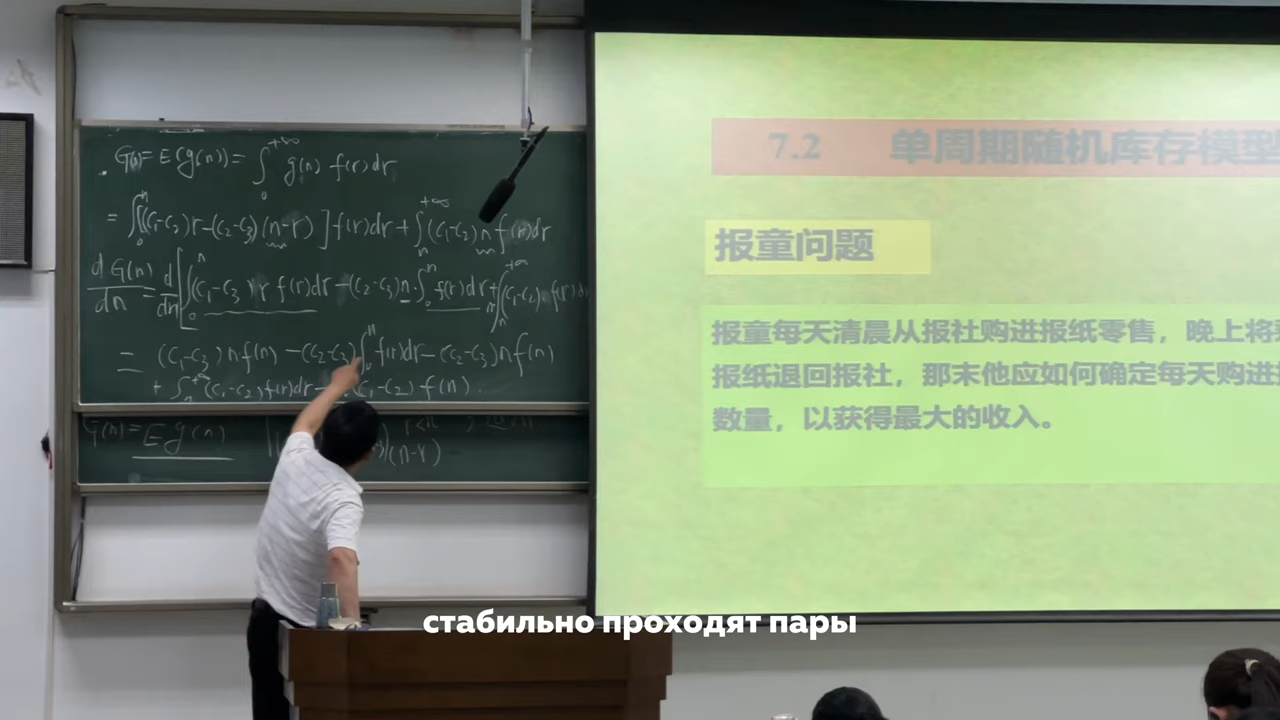 G(n) = E(g(n)) = ∫₀^{+∞} g(n) f(r)dr
= ∫₀ⁿ [(c₁-c₂)r-(c₂-c₃)(n-r)] f(r)dr + ∫ₙ^{+∞} (c₁-c₂) n f(r)dr
dG(n)/dn = d/dn [∫₀ⁿ (c₁-c₃) r f(r)dr - (c₂-c₃) n · ∫₀ⁿ f(r)dr + ∫ₙ^{+∞} (c₁-c₂) n f(r)d
= (c₁-c₃) n f(n) - (c₂-c₃) ∫₀ⁿ f(r)dr - (c₂-c₃) n f(n)
+ ∫ₙ^{+∞} (c₁-c₂) f(r)dr - (c₁-c₂) f(n).
G(n) = E g(n)
(n-r)
7.2 单周期随机库存模型
报童问题
报童每天清晨从报社购进报纸零售，晚上将
报纸退回报社，那末他应如何确定每天购进
数量，以获得最大的收入。
стабильно проходят пары